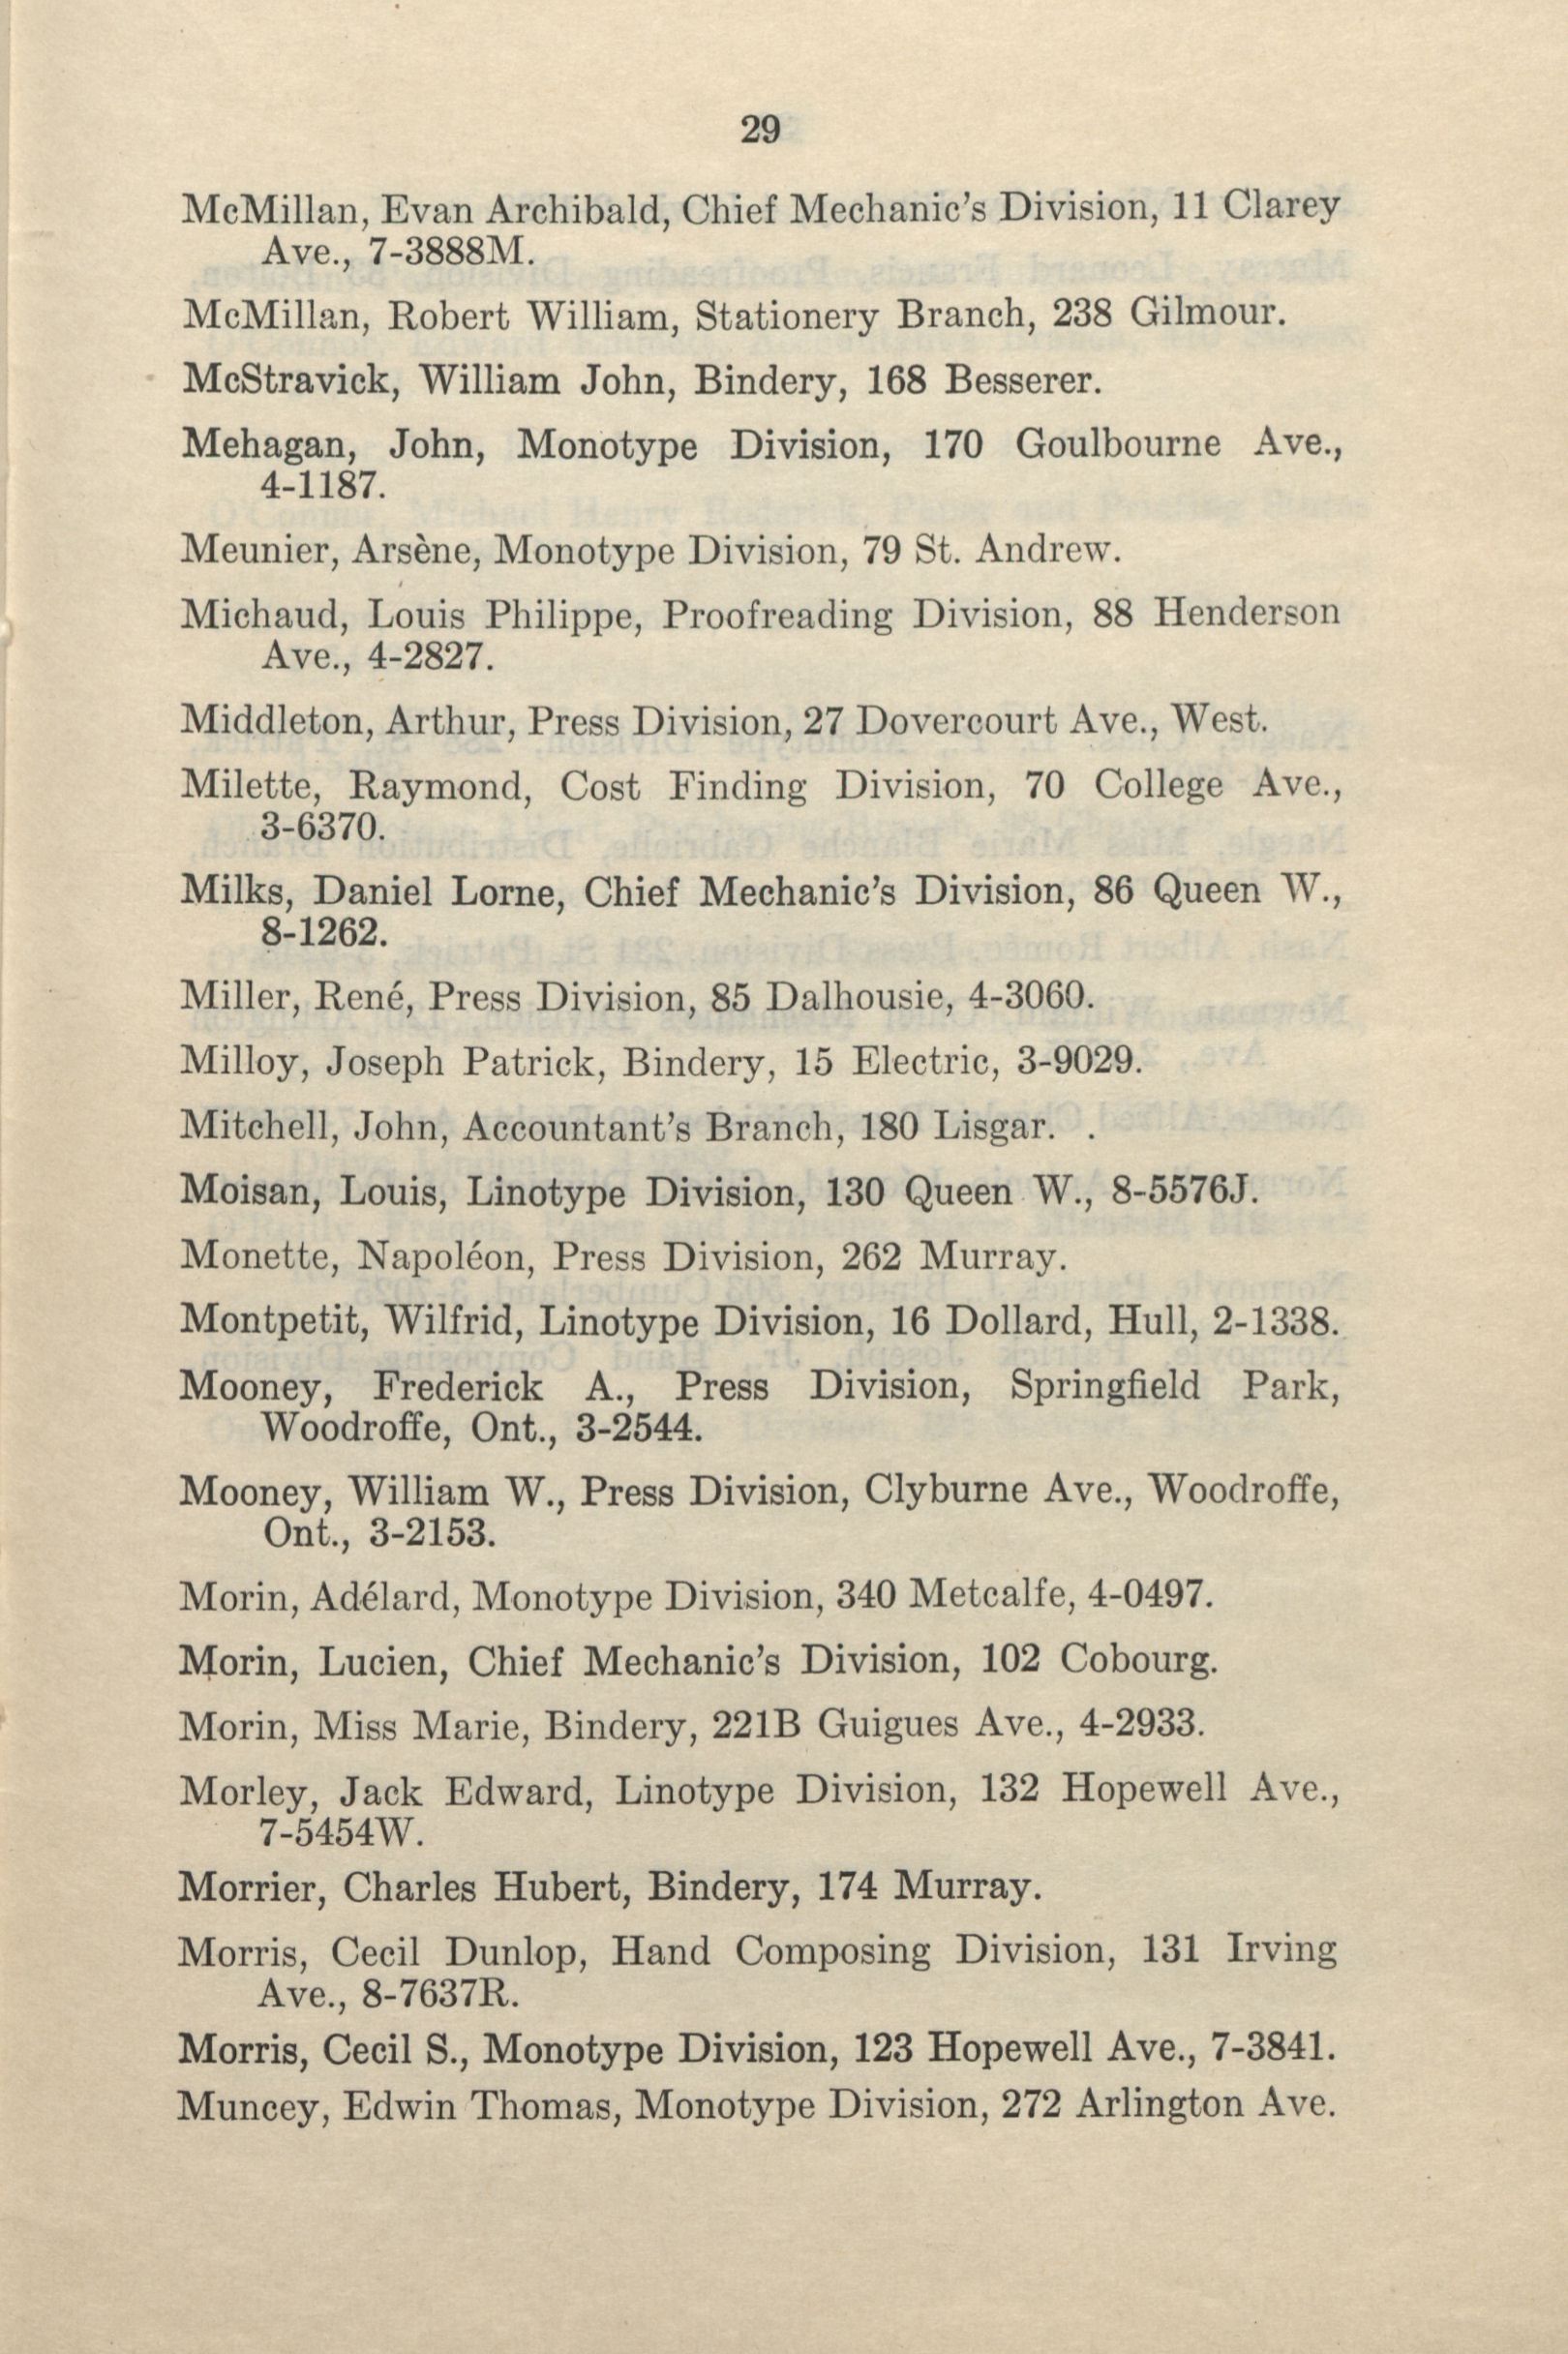 29
McMillan, Evan Archibald, Chief Mechanic's Division, 11 Clarey
Ave., 7-3888M.
McMillan, Robert William, Stationery Branch, 238 Gilmour.
McStravick, William John, Bindery, 168 Besserer.
Mehagan, John, Monotype Division, 170 Goulbourne Ave.,
4-1187.
Meunier, Arsène, Monotype Division, 79 St. Andrew.
Michaud, Louis Philippe, Proofreading Division, 88 Henderson
Ave., 4-2827.
Middleton, Arthur, Press Division, 27 Dovercourt Ave., West.
Milette, Raymond, Cost Finding Division, 70 College Ave.,
3-6370.
Milks, Daniel Lorne, Chief Mechanic's Division, 86 Queen W.,
8-1262.
Miller, René, Press Division, 85 Dalhousie, 4-3060.
Milloy, Joseph Patrick, Bindery, 15 Electric, 3-9029.
Mitchell, John, Accountant's Branch, 180 Lisgar.
Moisan, Louis, Linotype Division, 130 Queen W., 8-5576J.
Monette, Napoléon, Press Division, 262 Murray.
Montpetit, Wilfrid, Linotype Division, 16 Dollard, Hull, 2-1338.
Mooney, Frederick A., Press Division, Springfield Park,
Woodroffe, Ont., 3-2544.
Mooney, William W., Press Division, Clyburne Ave., Woodroffe,
Ont., 3-2153.
Morin, Adélard, Monotype Division, 340 Metcalfe, 4-0497.
Morin, Lucien, Chief Mechanic's Division, 102 Cobourg.
Morin, Miss Marie, Bindery, 221B Guigues Ave., 4-2933.
Morley, Jack Edward, Linotype Division, 132 Hopewell Ave.,
7-5454W.
Morrier, Charles Hubert, Bindery, 174 Murray.
Morris, Cecil Dunlop, Hand Composing Division, 131 Irving
Ave., 8-7637R.
Morris, Cecil S., Monotype Division, 123 Hopewell Ave., 7-3841.
Muncey, Edwin Thomas, Monotype Division, 272 Arlington Ave.